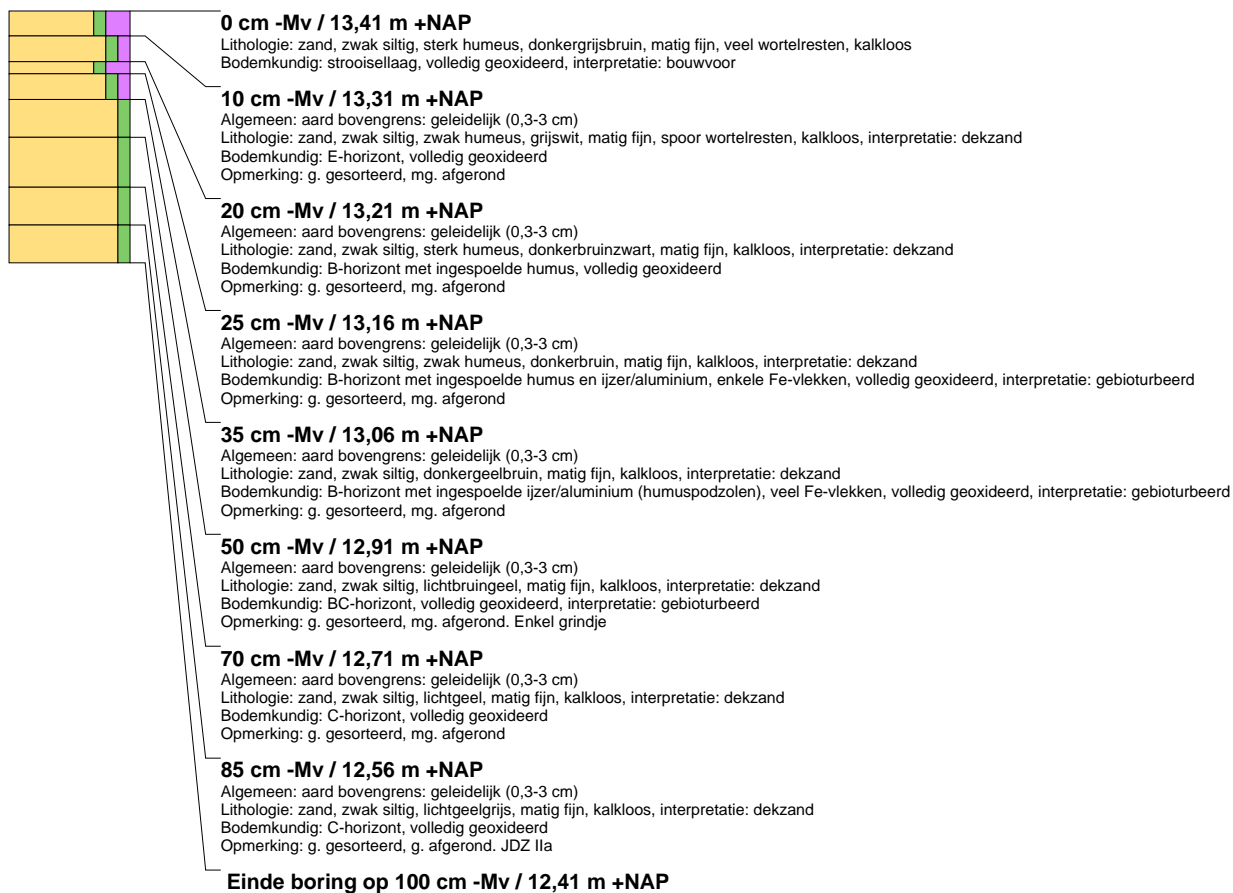 0 cm -Mv / 13,41 m +NAP
Lithologie: zand, zwak siltig, sterk humeus, donkergrijsbruin, matig fijn, veel wortelresten, kalkloos
Bodemkundig: strooisellaag, volledig geoxideerd, interpretatie: bouwvoor
10 cm -Mv / 13,31 m +NAP
Algemeen: aard bovengrens: geleidelijk (0,3-3 cm)
Lithologie: zand, zwak siltig, zwak humeus, grijswit, matig fijn, spoor wortelresten, kalkloos, interpretatie: dekzand
Bodemkundig: E-horizont, volledig geoxideerd
Opmerking: g. gesorteerd, mg. afgerond
20 cm -Mv / 13,21 m +NAP
Algemeen: aard bovengrens: geleidelijk (0,3-3 cm)
Lithologie: zand, zwak siltig, sterk humeus, donkerbruinzwart, matig fijn, kalkloos, interpretatie: dekzand
Bodemkundig: B-horizont met ingespoelde humus, volledig geoxideerd
Opmerking: g. gesorteerd, mg. afgerond
25 cm -Mv / 13,16 m +NAP
Algemeen: aard bovengrens: geleidelijk (0,3-3 cm)
Lithologie: zand, zwak siltig, zwak humeus, donkerbruin, matig fijn, kalkloos, interpretatie: dekzand
Bodemkundig: B-horizont met ingespoelde humus en ijzer/aluminium, enkele Fe-vlekken, volledig geoxideerd, interpretatie: gebioturbeerd
Opmerking: g. gesorteerd, mg. afgerond
35 cm -Mv / 13,06 m +NAP
Algemeen: aard bovengrens: geleidelijk (0,3-3 cm)
Lithologie: zand, zwak siltig, donkergeelbruin, matig fijn, kalkloos, interpretatie: dekzand
Bodemkundig: B-horizont met ingespoelde ijzer/aluminium (humuspodzolen), veel Fe-vlekken, volledig geoxideerd, interpretatie: gebioturbeerd
Opmerking: g. gesorteerd, mg. afgerond
50 cm -Mv / 12,91 m +NAP
Algemeen: aard bovengrens: geleidelijk (0,3-3 cm)
Lithologie: zand, zwak siltig, lichtbruingeel, matig fijn, kalkloos, interpretatie: dekzand
Bodemkundig: BC-horizont, volledig geoxideerd, interpretatie: gebioturbeerd
Opmerking: g. gesorteerd, mg. afgerond. Enkel grindje
70 cm -Mv / 12,71 m +NAP
Algemeen: aard bovengrens: geleidelijk (0,3-3 cm)
Lithologie: zand, zwak siltig, lichtgeel, matig fijn, kalkloos, interpretatie: dekzand
Bodemkundig: C-horizont, volledig geoxideerd
Opmerking: g. gesorteerd, mg. afgerond
85 cm -Mv / 12,56 m +NAP
Algemeen: aard bovengrens: geleidelijk (0,3-3 cm)
Lithologie: zand, zwak siltig, lichtgeelgrijs, matig fijn, kalkloos, interpretatie: dekzand
Bodemkundig: C-horizont, volledig geoxideerd
Opmerking: g. gesorteerd, g. afgerond. JDZ IIa
Einde boring op 100 cm -Mv / 12,41 m +NAP